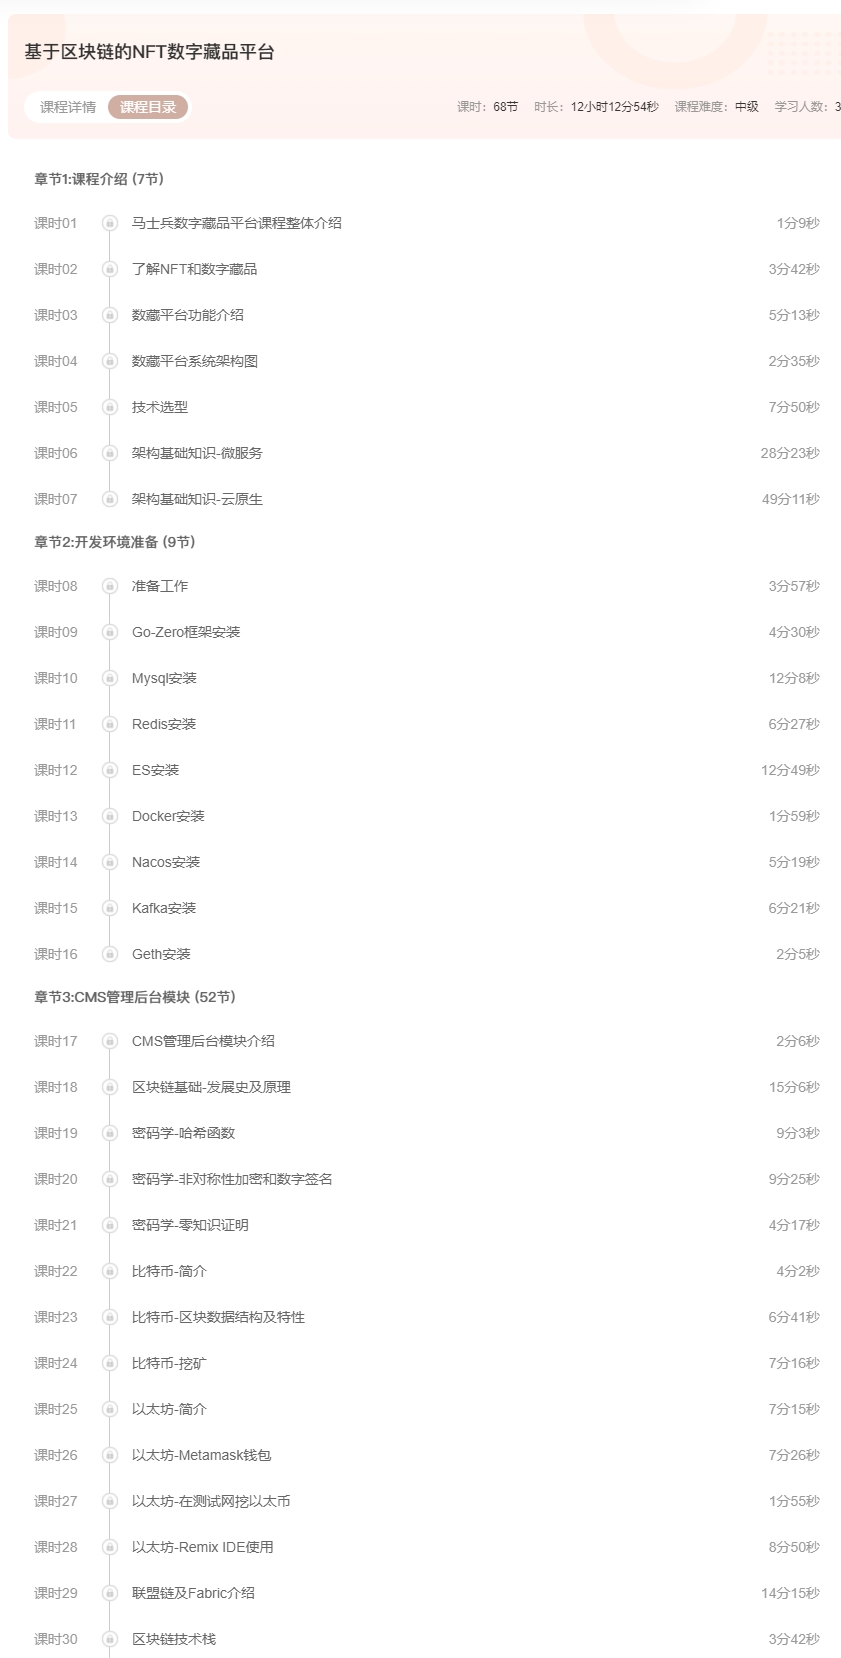 基于区块链的NFT数字藏品平台
课程详情 课程目录 课时：68节 时长：12小时12分54秒 课程难度：中级 学习人数：3
章节1:课程介绍 (7节)
课时01 马士兵数字藏品平台课程整体介绍 1分9秒
课时02 了解NFT和数字藏品 3分42秒
课时03 数藏平台功能介绍 5分13秒
课时04 数藏平台系统架构图 2分35秒
课时05 技术选型 7分50秒
课时06 架构基础知识-微服务 28分23秒
课时07 架构基础知识-云原生 49分11秒
章节2:开发环境准备 (9节)
课时08 准备工作 3分57秒
课时09 Go-Zero框架安装 4分30秒
课时10 Mysql安装 12分8秒
课时11 Redis安装 6分27秒
课时12 ES安装 12分49秒
课时13 Docker安装 1分59秒
课时14 Nacos安装 5分19秒
课时15 Kafka安装 6分21秒
课时16 Geth安装 2分5秒
章节3:CMS管理后台模块 (52节)
课时17 CMS管理后台模块介绍 2分6秒
课时18 区块链基础-发展史及原理 15分6秒
课时19 密码学-哈希函数 9分3秒
课时20 密码学-非对称性加密和数字签名 9分25秒
课时21 密码学-零知识证明 4分17秒
课时22 比特币-简介 4分2秒
课时23 比特币-区块数据结构及特性 6分41秒
课时24 比特币-挖矿 7分16秒
课时25 以太坊-简介 7分15秒
课时26 以太坊-Metamask钱包 7分26秒
课时27 以太坊-在测试网挖以太币 1分55秒
课时28 以太坊-Remix IDE使用 8分50秒
课时29 联盟链及Fabric介绍 14分15秒
课时30 区块链技术栈 3分42秒